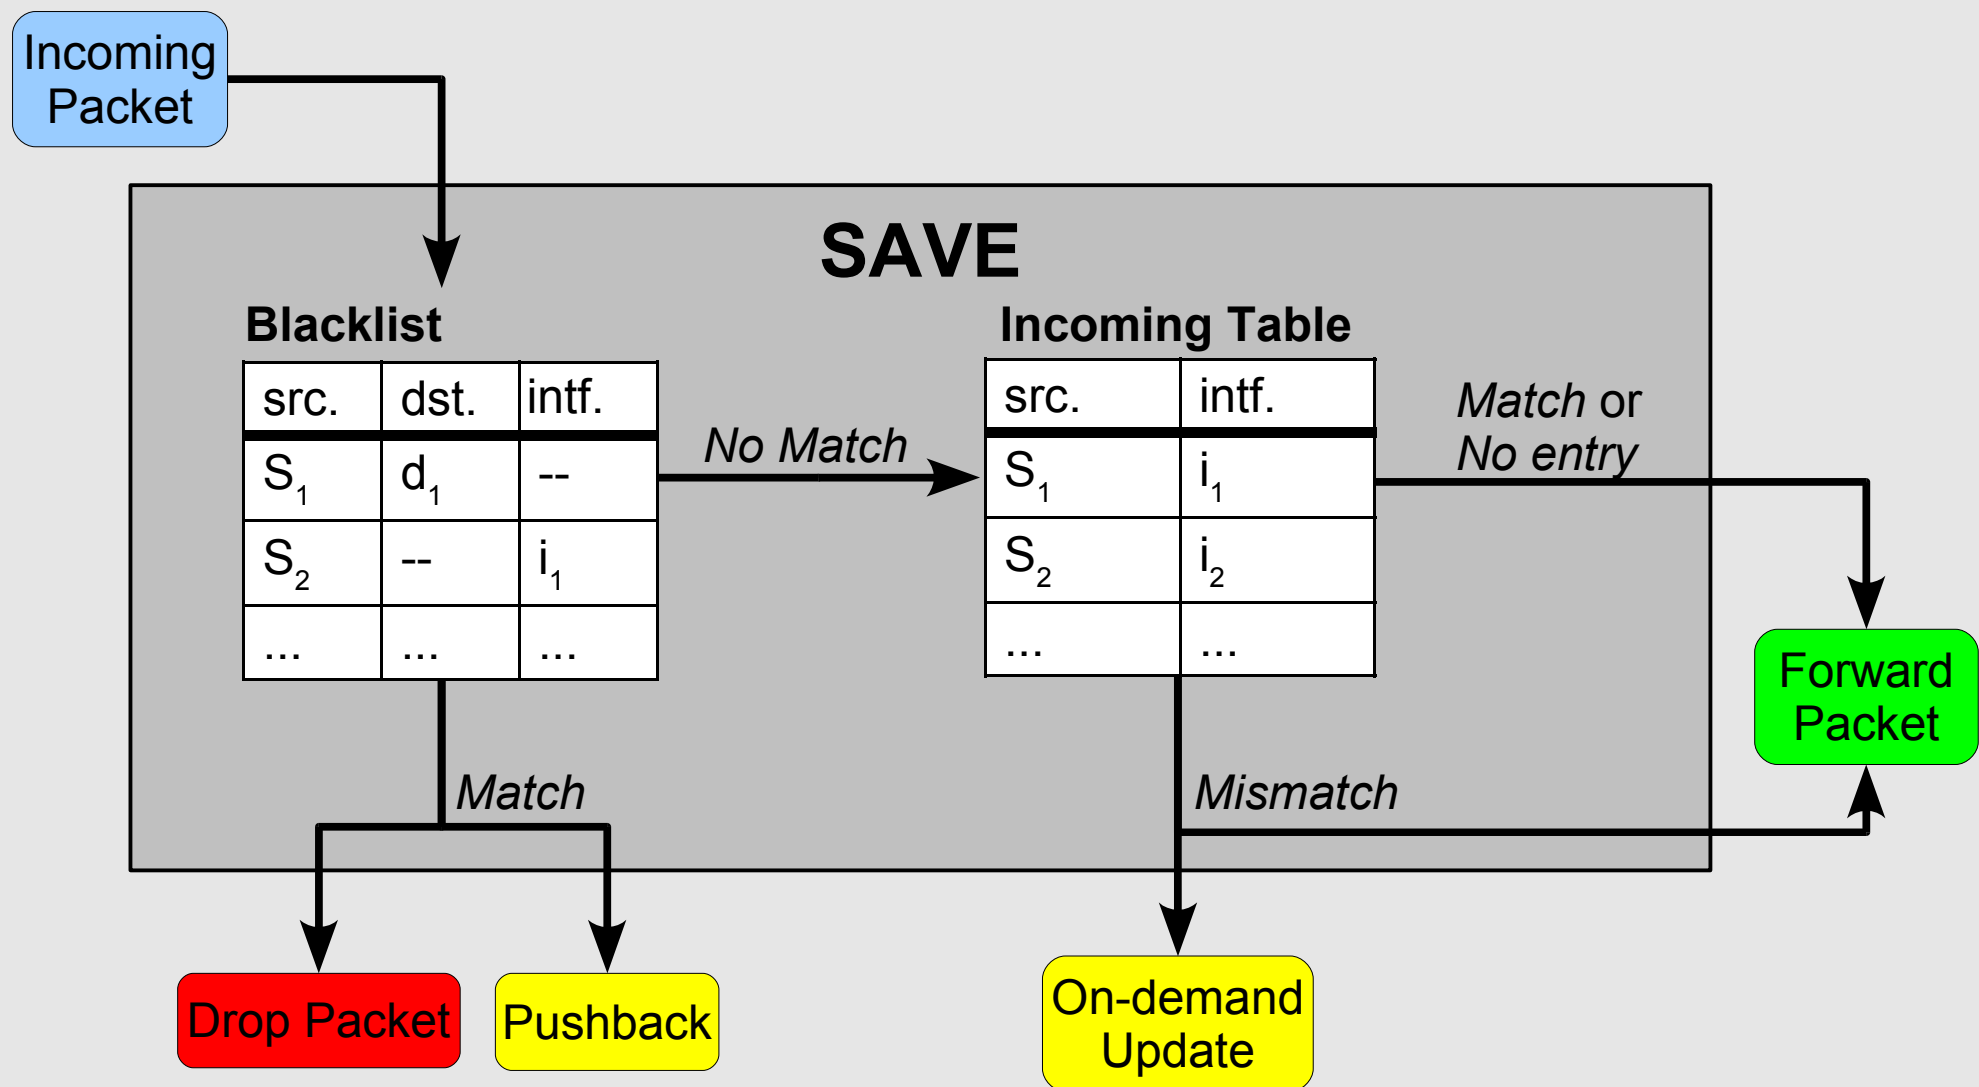 Incoming
Packet
SAVE
Blacklist
src. dst. intf.
S1 d1 --
S2 -- i1
... ... ...
No Match
Incoming Table
src. intf.
S1 i1
S2 i2
... ...
Match or
No entry
Forward
Packet
Match
Mismatch
Drop Packet
Pushback
On-demand
Update